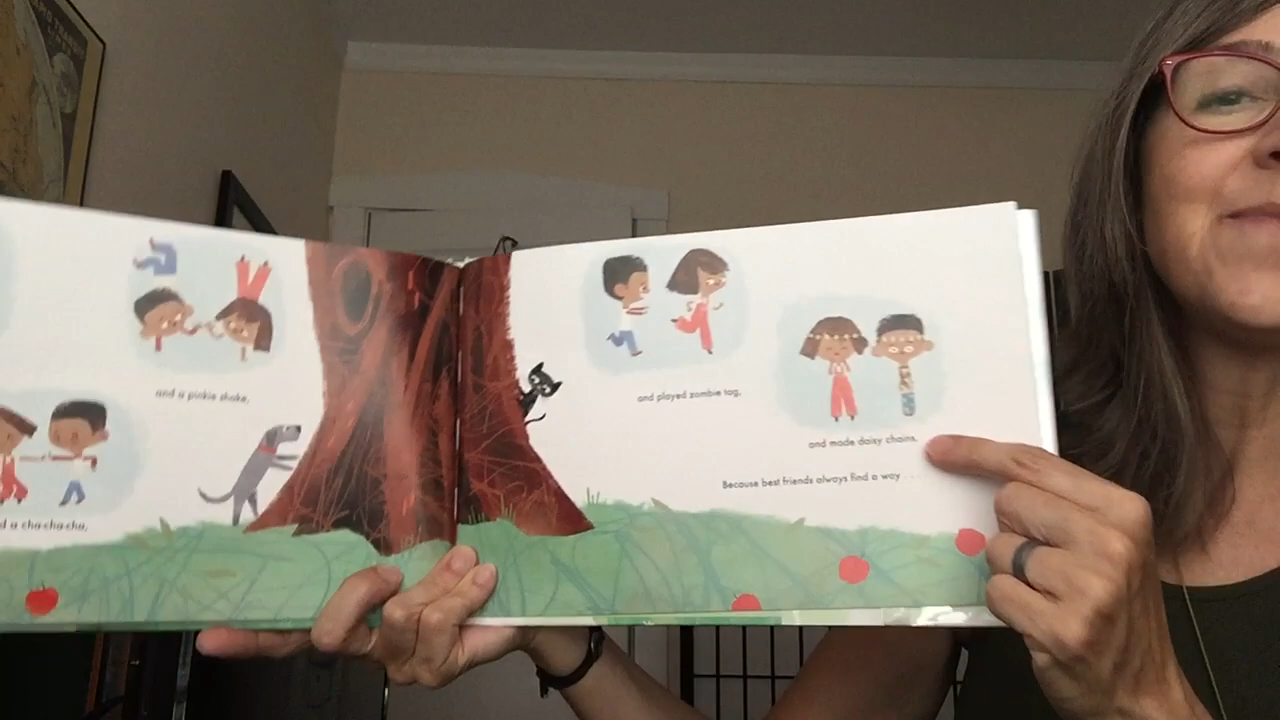 and a pinkie shake,
d a cha-cha-cha,
and played zombie tag,
and made daisy chains.
Because best friends always find a way . . .